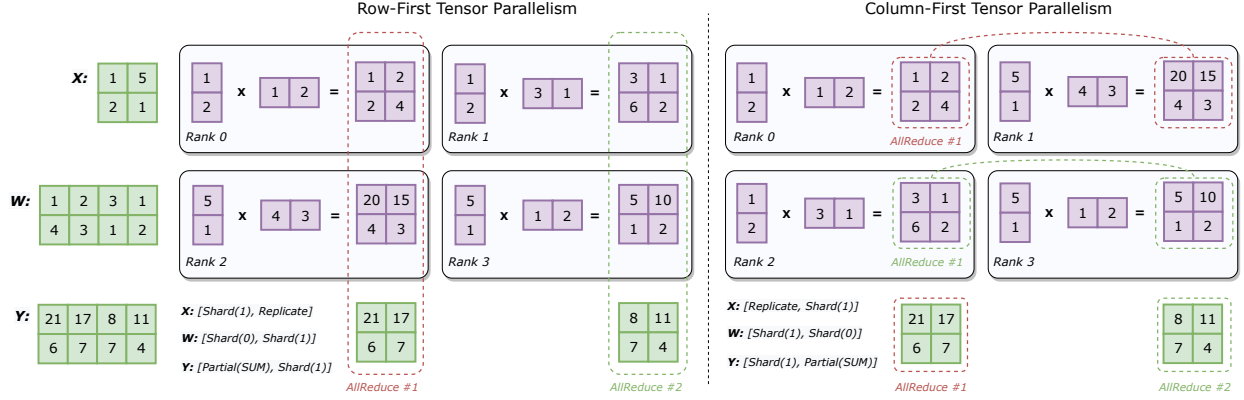 Row-First Tensor Parallelism
Column-First Tensor Parallelism
X:
1 5
2 1
1
2
x
1 2
=
1 2
2 4
Rank 0
1
2
x
3 1
=
3 1
6 2
Rank 1
1
2
x
1 2
=
1 2
2 4
AllReduce #1
Rank 0
5
1
x
4 3
=
20 15
4 3
Rank 1
W:
1 2 3 1
4 3 1 2
5
1
x
4 3
=
20 15
4 3
Rank 2
5
1
x
1 2
=
5 10
1 2
Rank 3
1
2
x
3 1
=
3 1
6 2
AllReduce #1
Rank 2
5
1
x
1 2
=
5 10
1 2
Rank 3
Y:
21 17 8 11
6 7 7 4
X: [Shard(1), Replicate]
W: [Shard(0), Shard(1)]
Y: [Partial(SUM), Shard(1)]
21 17
6 7
AllReduce #1
8 11
7 4
AllReduce #2
X: [Replicate, Shard(1)]
W: [Shard(1), Shard(0)]
Y: [Shard(1), Partial(SUM)]
21 17
6 7
AllReduce #1
8 11
7 4
AllReduce #2